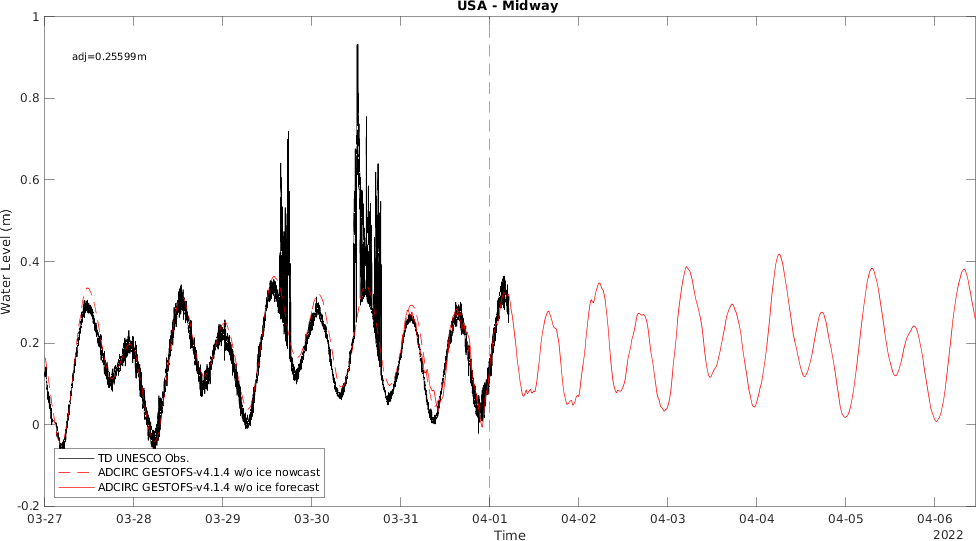 USA - Midway
adj=0.25599m
1
0.8
0.6
0.4
0.2
0
-0.2
Water Level (m)
TD UNESCO Obs.
ADCIRC GESTOFS-v4.1.4 w/o ice nowcast
ADCIRC GESTOFS-v4.1.4 w/o ice forecast
03-27 03-28 03-29 03-30 03-31 04-01 04-02 04-03 04-04 04-05 04-06
Time
2022